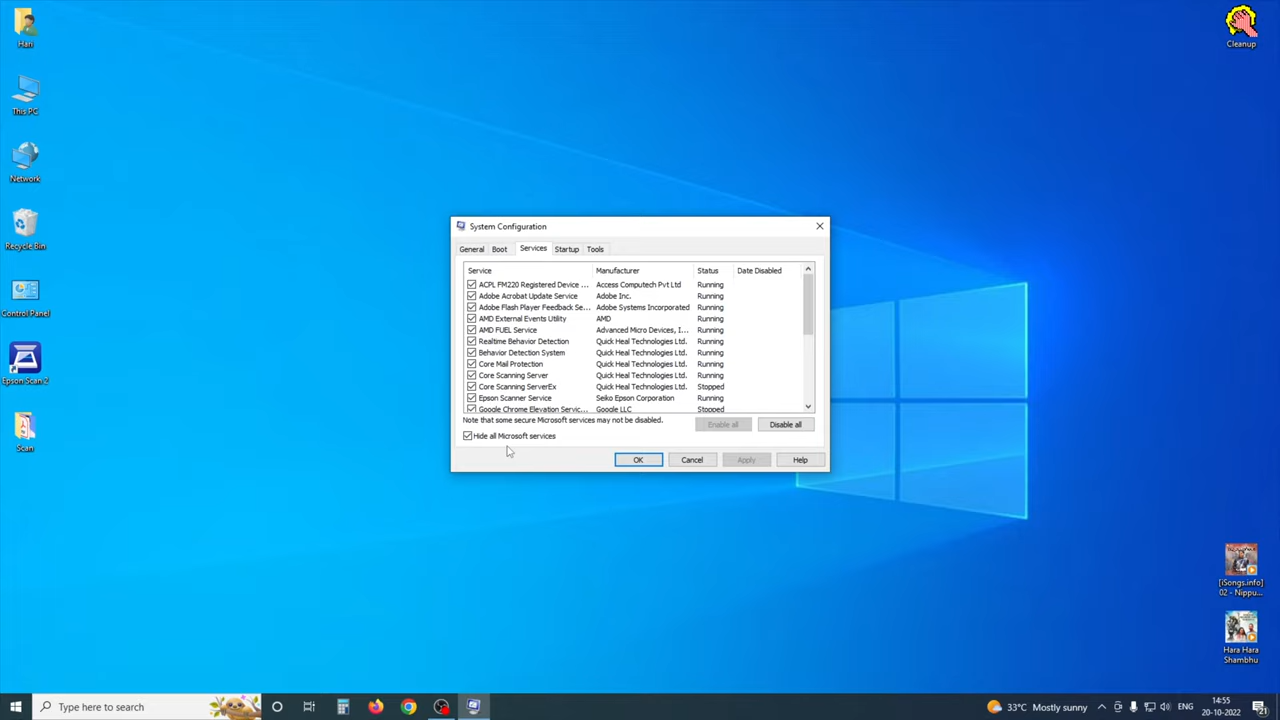 Hari
This PC
Network
Recycle Bin
Control Panel
Epson Scan 2
Scan
Cleanup
System Configuration
General Boot Services Startup Tools
Service Manufacturer Status Date Disabled
ACPL FM220 Registered Device ... Access Computech Pvt Ltd Running
Adobe Acrobat Update Service Adobe Inc. Running
Adobe Flash Player Feedback Se... Adobe Systems Incorporated Running
AMD External Events Utility AMD Running
AMD FUEL Service Advanced Micro Devices, I... Running
Realtime Behavior Detection Quick Heal Technologies Ltd. Running
Behavior Detection System Quick Heal Technologies Ltd. Running
Core Mail Protection Quick Heal Technologies Ltd. Running
Core Scanning Server Quick Heal Technologies Ltd. Running
Core Scanning ServerEx Quick Heal Technologies Ltd. Stopped
Epson Scanner Service Seiko Epson Corporation Running
Google Chrome Elevation Servic... Google LLC Stopped
Note that some secure Microsoft services may not be disabled.
Enable all Disable all
Hide all Microsoft services
OK Cancel Apply Help
[iSongs.info]
02 - Nippu...
Hara Hara
Shambhu
Type here to search
33°C Mostly sunny
14:55
20-10-2022
21